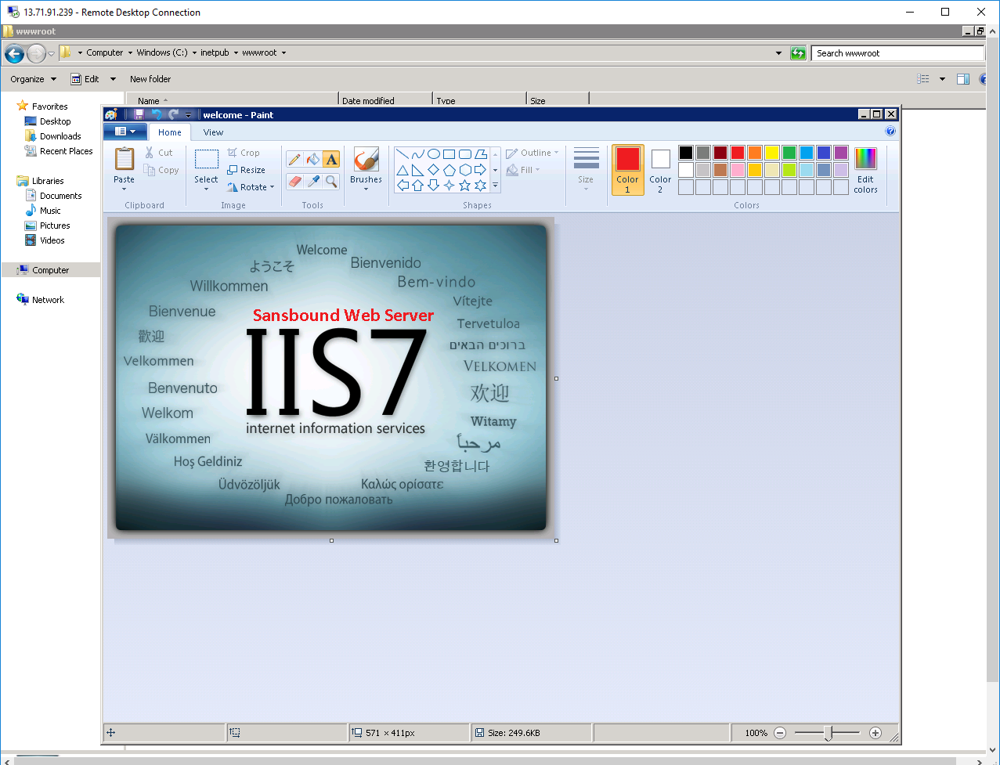 13.71.91.239 - Remote Desktop Connection
wwwroot
Computer Windows (C:) inetpub wwwroot
Search wwwroot
Organize Edit New folder
Name Date modified Type Size
Favorites
Desktop
Downloads
Recent Places
Libraries
Documents
Music
Pictures
Videos
Computer
Network
welcome - Paint
Home View
Paste
Cut
Copy
Clipboard
Select
Crop
Resize
Rotate
Image
A
Tools
Brushes
Shapes
Outline
Fill
Size
Color 1
Color 2
Edit colors
Colors
Welcome
ようこそ
Bienvenido
Willkommen
Bem-vindo
Vítejte
Bienvenue
Sansbound Web Server
Tervetuloa
歡迎
ברוכים הבאים
Velkommen
VELKOMEN
IIS7
Benvenuto
欢迎
Welkom
Witamy
internet information services
Välkommen
مرحباً
Hoş Geldiniz
환영합니다
Üdvözöljük
Καλώς ορίσατε
Добро пожаловать
571 × 411px
Size: 249.6KB
100%